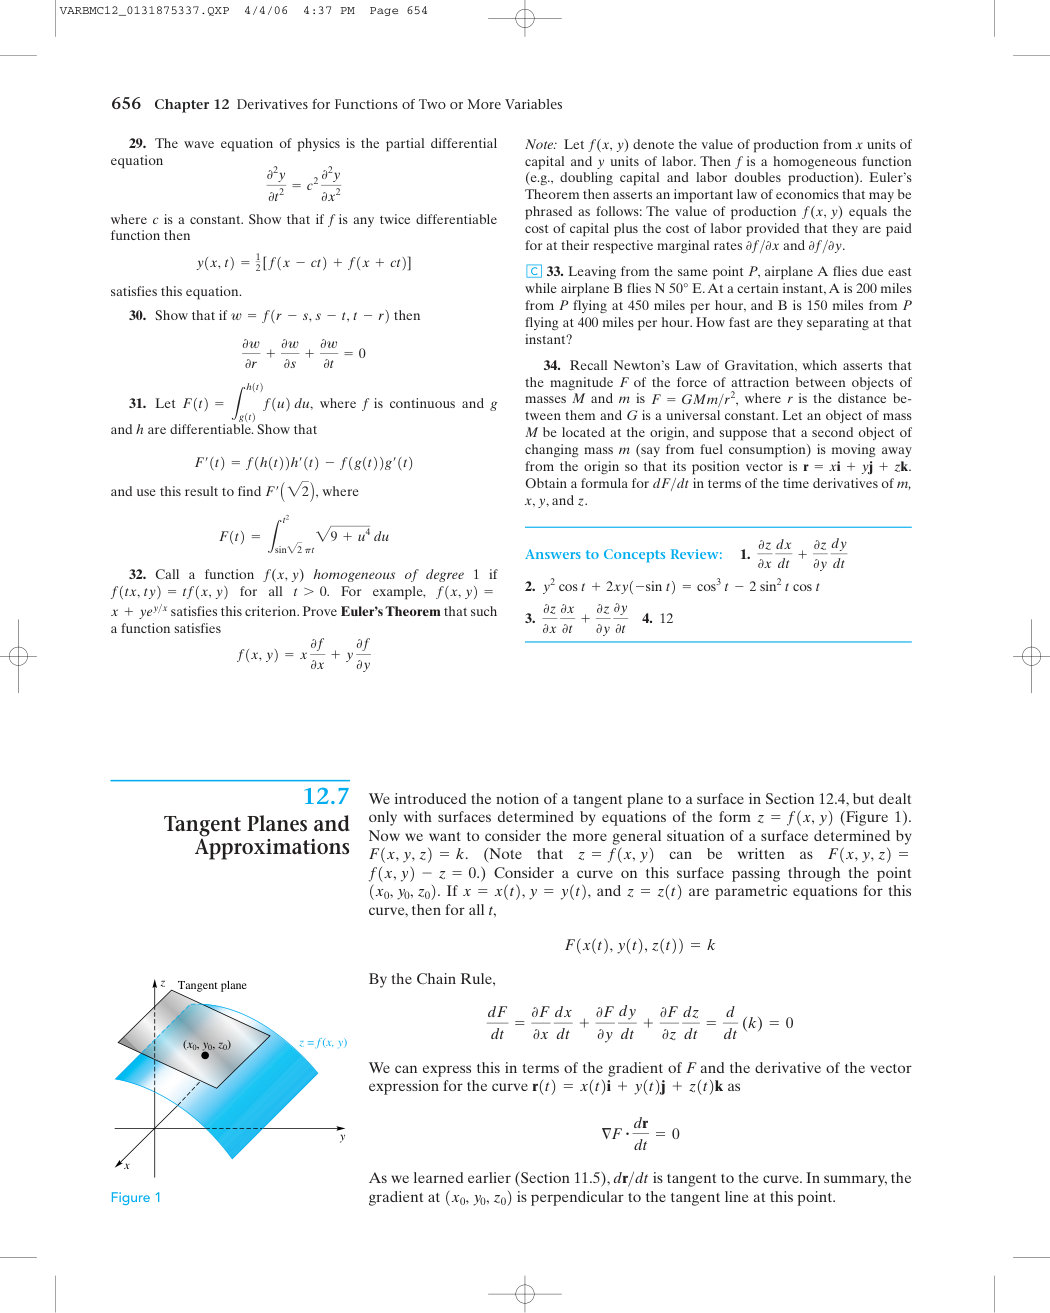 VARBMC12_0131875337.QXP 4/4/06 4:37 PM Page 654
656 Chapter 12 Derivatives for Functions of Two or More Variables
29. The wave equation of physics is the partial differential
equation
∂²y/∂t² = c² ∂²y/∂x²
where c is a constant. Show that if f is any twice differentiable
function then
y(x, t) = ½[f(x − ct) + f(x + ct)]
satisfies this equation.
30. Show that if w = f(r − s, s − t, t − r) then
∂w/∂r + ∂w/∂s + ∂w/∂t = 0
31. Let F(t) = ∫_{g(t)}^{h(t)} f(u) du, where f is continuous and g
and h are differentiable. Show that
F′(t) = f(h(t))h′(t) − f(g(t))g′(t)
and use this result to find F′(√2), where
F(t) = ∫_{sin√2 πt}^{t²} √(9 + u⁴) du
32. Call a function f(x, y) homogeneous of degree 1 if
f(tx, ty) = tf(x, y) for all t > 0. For example, f(x, y) =
x + ye^{y/x} satisfies this criterion. Prove Euler's Theorem that such
a function satisfies
f(x, y) = x ∂f/∂x + y ∂f/∂y
Note: Let f(x, y) denote the value of production from x units of
capital and y units of labor. Then f is a homogeneous function
(e.g., doubling capital and labor doubles production). Euler's
Theorem then asserts an important law of economics that may be
phrased as follows: The value of production f(x, y) equals the
cost of capital plus the cost of labor provided that they are paid
for at their respective marginal rates ∂f/∂x and ∂f/∂y.
C 33. Leaving from the same point P, airplane A flies due east
while airplane B flies N 50° E. At a certain instant, A is 200 miles
from P flying at 450 miles per hour, and B is 150 miles from P
flying at 400 miles per hour. How fast are they separating at that
instant?
34. Recall Newton's Law of Gravitation, which asserts that
the magnitude F of the force of attraction between objects of
masses M and m is F = GMm/r², where r is the distance be-
tween them and G is a universal constant. Let an object of mass
M be located at the origin, and suppose that a second object of
changing mass m (say from fuel consumption) is moving away
from the origin so that its position vector is r = xi + yj + zk.
Obtain a formula for dF/dt in terms of the time derivatives of m,
x, y, and z.
Answers to Concepts Review: 1. ∂z/∂x dx/dt + ∂z/∂y dy/dt
2. y² cos t + 2xy(−sin t) = cos³ t − 2 sin² t cos t
3. ∂z/∂x ∂x/∂t + ∂z/∂y ∂y/∂t 4. 12
12.7
Tangent Planes and
Approximations
We introduced the notion of a tangent plane to a surface in Section 12.4, but dealt
only with surfaces determined by equations of the form z = f(x, y) (Figure 1).
Now we want to consider the more general situation of a surface determined by
F(x, y, z) = k. (Note that z = f(x, y) can be written as F(x, y, z) =
f(x, y) − z = 0.) Consider a curve on this surface passing through the point
(x₀, y₀, z₀). If x = x(t), y = y(t), and z = z(t) are parametric equations for this
curve, then for all t,
F(x(t), y(t), z(t)) = k
By the Chain Rule,
dF/dt = ∂F/∂x dx/dt + ∂F/∂y dy/dt + ∂F/∂z dz/dt = d/dt (k) = 0
We can express this in terms of the gradient of F and the derivative of the vector
expression for the curve r(t) = x(t)i + y(t)j + z(t)k as
∇F · dr/dt = 0
As we learned earlier (Section 11.5), dr/dt is tangent to the curve. In summary, the
gradient at (x₀, y₀, z₀) is perpendicular to the tangent line at this point.
z
Tangent plane
(x₀, y₀, z₀)
z = f(x, y)
y
x
Figure 1